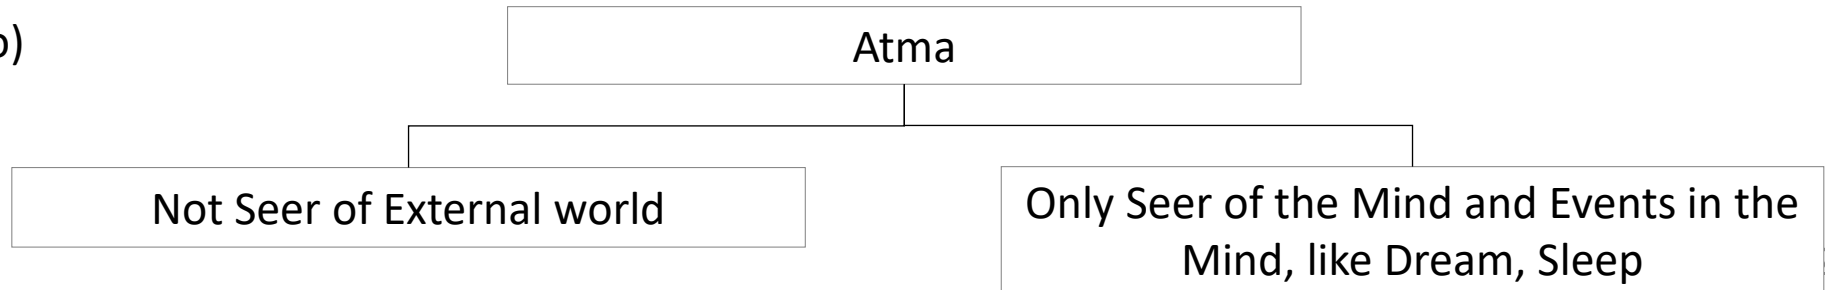 b)
Atma
Not Seer of External world
Only Seer of the Mind and Events in the
Mind, like Dream, Sleep